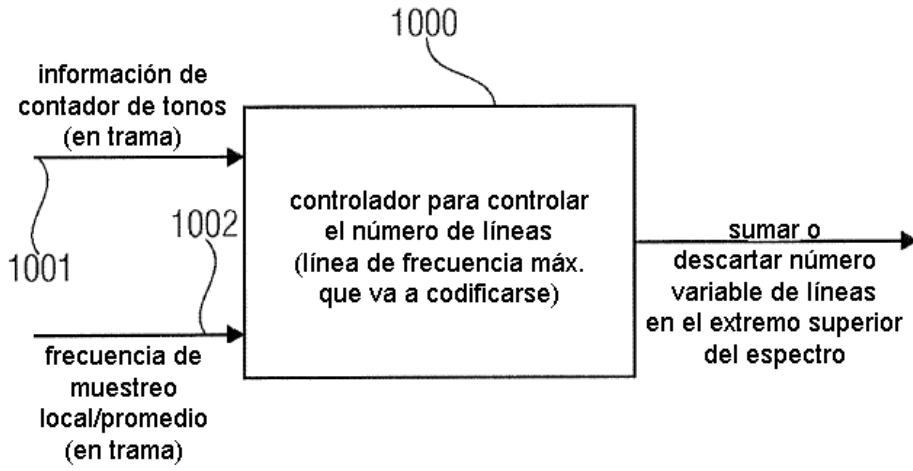 1000
información de
contador de tonos
(en trama)
1001
1002
controlador para controlar
el número de líneas
(línea de frecuencia máx.
que va a codificarse)
sumar o
descartar número
variable de líneas
en el extremo superior
del espectro
frecuencia de
muestreo
local/promedio
(en trama)